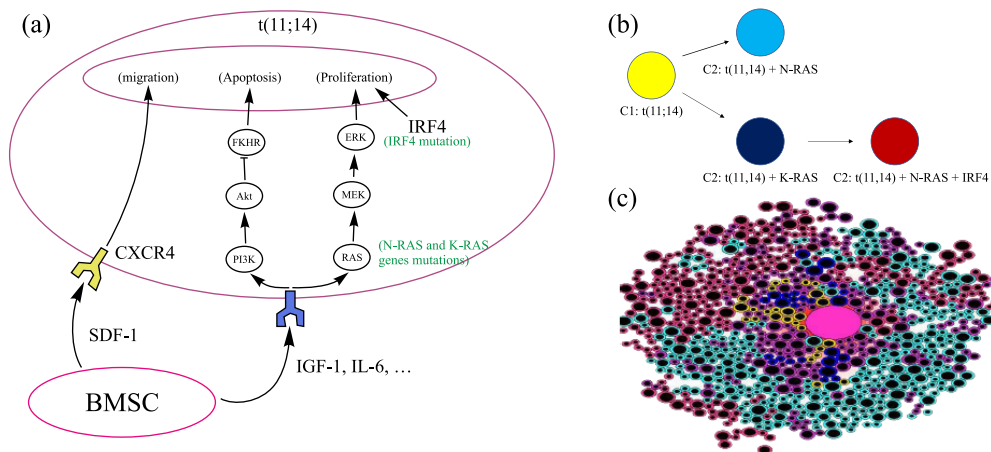 (a)
t(11;14)
(migration)
(Apoptosis)
(Proliferation)
FKHR
ERK
IRF4
(IRF4 mutation)
Akt
MEK
PI3K
RAS
(N-RAS and K-RAS
genes mutations)
CXCR4
SDF-1
IGF-1, IL-6, …
BMSC
(b)
C2: t(11,14) + N-RAS
C1: t(11;14)
C2: t(11,14) + K-RAS
C2: t(11,14) + N-RAS + IRF4
(c)